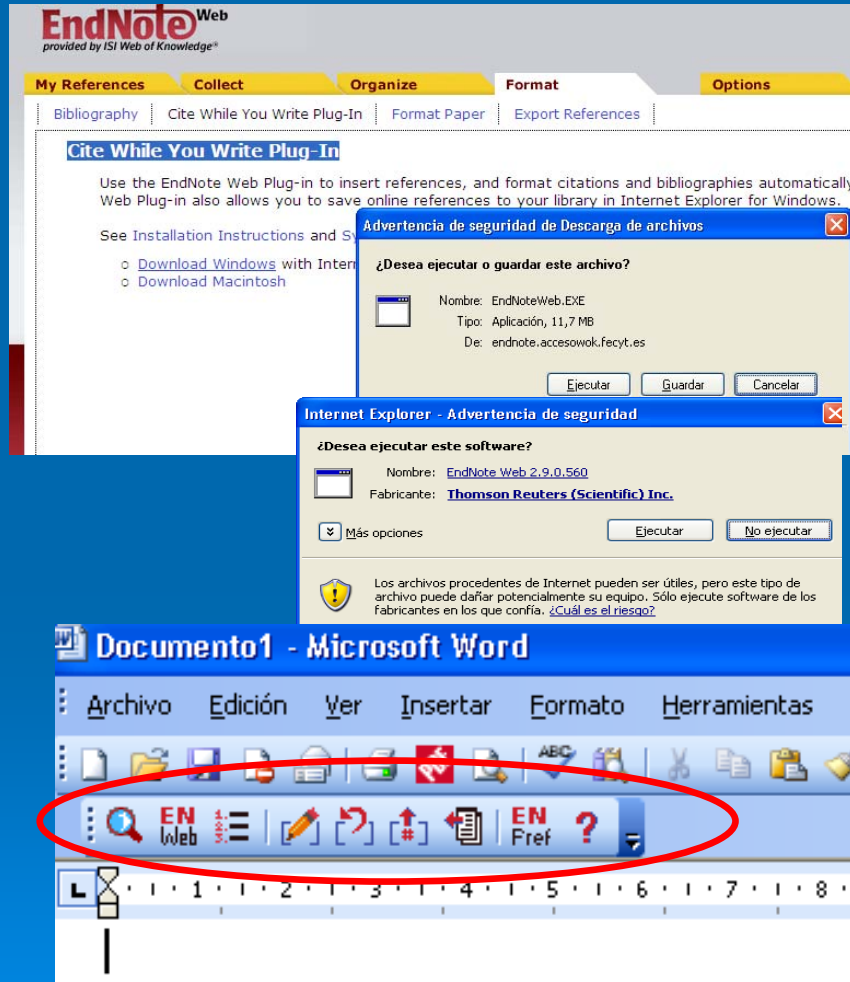 EndNote Web
provided by ISI Web of Knowledge®
My References Collect Organize Format Options
Bibliography Cite While You Write Plug-In Format Paper Export References
Cite While You Write Plug-In
Use the EndNote Web Plug-in to insert references, and format citations and bibliographies automatically
Web Plug-in also allows you to save online references to your library in Internet Explorer for Windows.
See Installation Instructions and
Download Windows with
Download Macintosh
Advertencia de seguridad de Descarga de archivos
¿Desea ejecutar o guardar este archivo?
Nombre: EndNoteWeb.EXE
Tipo: Aplicación, 11,7 MB
De: endnote.accesowok.fecyt.es
Ejecutar Guardar Cancelar
Internet Explorer - Advertencia de seguridad
¿Desea ejecutar este software?
Nombre: EndNote Web 2.9.0.560
Fabricante: Thomson Reuters (Scientific) Inc.
Más opciones Ejecutar No ejecutar
Los archivos procedentes de Internet pueden ser útiles, pero este tipo de
archivo puede dañar potencialmente su equipo. Sólo ejecute software de los
fabricantes en los que confía. ¿Cuál es el riesgo?
Documento1 - Microsoft Word
Archivo Edición Ver Insertar Formato Herramientas
ABC
EN Web EN Pref ?
1 2 3 4 5 6 7 8